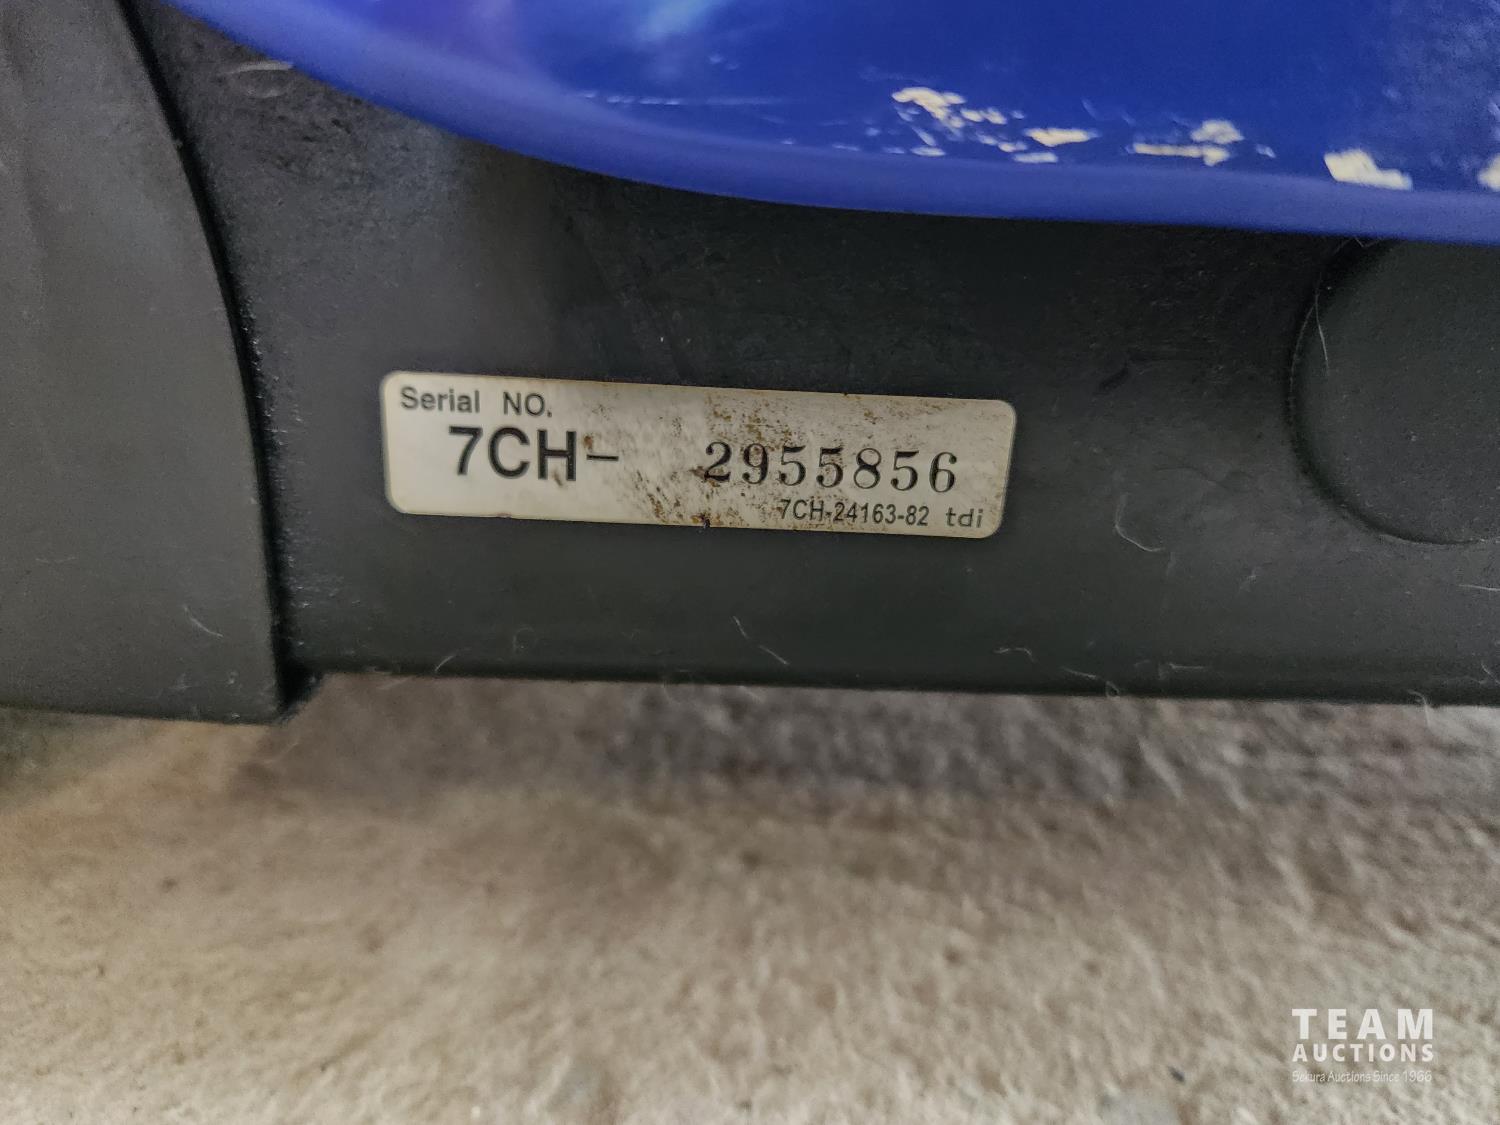 Serial NO.
7CH- 2955856
7CH-24163-82 tdi
TEAM
AUCTIONS
Sekura Auctions Since 1966